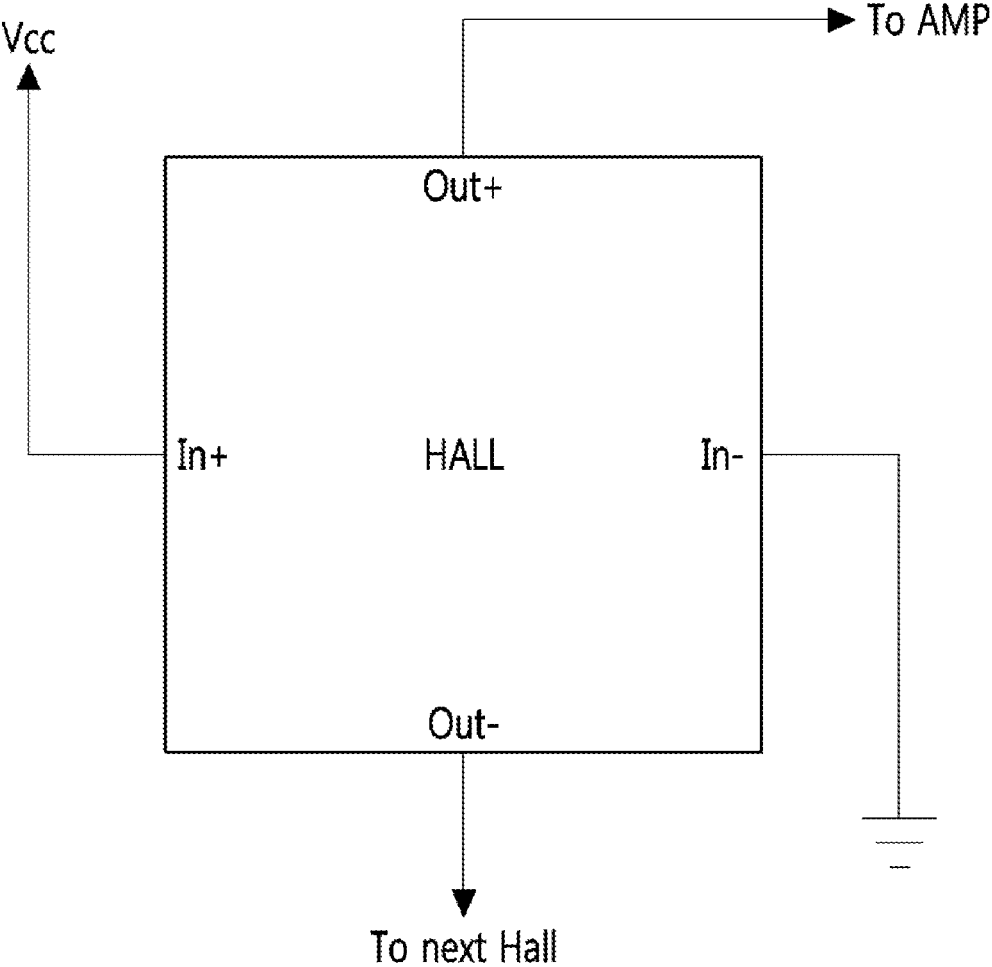 To AMP
Vcc
Out+
In+
HALL
In-
Out-
To next Hall